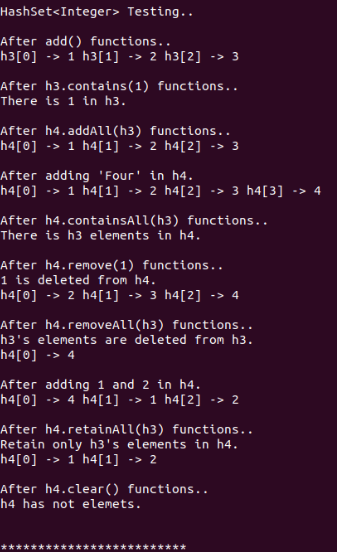 HashSet<Integer> Testing..
After add() functions..
h3[0] -> 1 h3[1] -> 2 h3[2] -> 3
After h3.contains(1) functions..
There is 1 in h3.
After h4.addAll(h3) functions..
h4[0] -> 1 h4[1] -> 2 h4[2] -> 3
After adding 'Four' in h4.
h4[0] -> 1 h4[1] -> 2 h4[2] -> 3 h4[3] -> 4
After h4.containsAll(h3) functions..
There is h3 elements in h4.
After h4.remove(1) functions..
1 is deleted from h4.
h4[0] -> 2 h4[1] -> 3 h4[2] -> 4
After h4.removeAll(h3) functions..
h3's elements are deleted from h3.
h4[0] -> 4
After adding 1 and 2 in h4.
h4[0] -> 4 h4[1] -> 1 h4[2] -> 2
After h4.retainAll(h3) functions..
Retain only h3's elements in h4.
h4[0] -> 1 h4[1] -> 2
After h4.clear() functions..
h4 has not elemets.
*************************